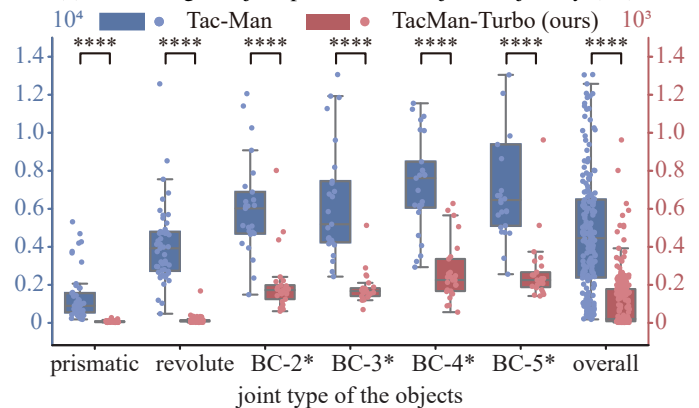 10⁴ Tac-Man TacMan-Turbo (ours) 10³
**** **** **** **** **** **** ****
1.4 1.4
1.2 1.2
1.0 1.0
0.8 0.8
0.6 0.6
0.4 0.4
0.2 0.2
0 0
prismatic revolute BC-2* BC-3* BC-4* BC-5* overall
joint type of the objects